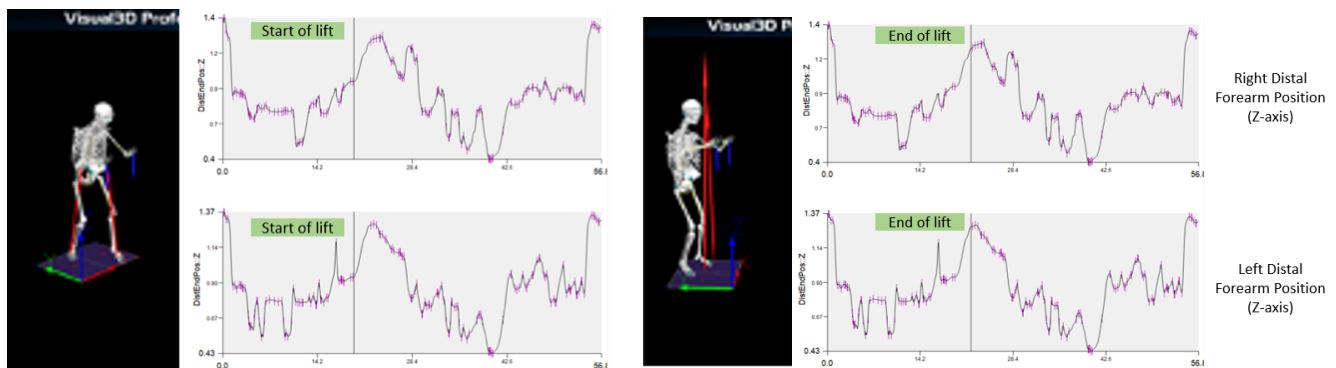 Visual3D Profe
Start of lift
DistEndPos::Z
1.4
1.2
0.9
0.7
0.4
0.0
14.2
28.4
42.6
56.8
Start of lift
DistEndPos::Z
1.37
1.14
0.90
0.67
0.43
0.0
14.2
28.4
42.6
56.8
Visual3D P
End of lift
DistEndPos::Z
1.4
1.2
0.9
0.7
0.4
0.0
14.2
28.4
42.6
56.8
End of lift
DistEndPos::Z
1.37
1.14
0.90
0.67
0.43
0.0
14.2
28.4
42.6
56.8
Right Distal
Forearm Position
(Z-axis)
Left Distal
Forearm Position
(Z-axis)